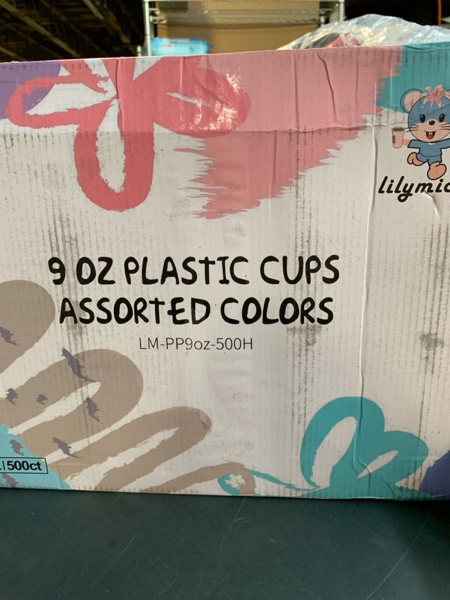 lilymic
9 OZ PLASTIC CUPS
ASSORTED COLORS
LM-PP9oz-500H
500ct